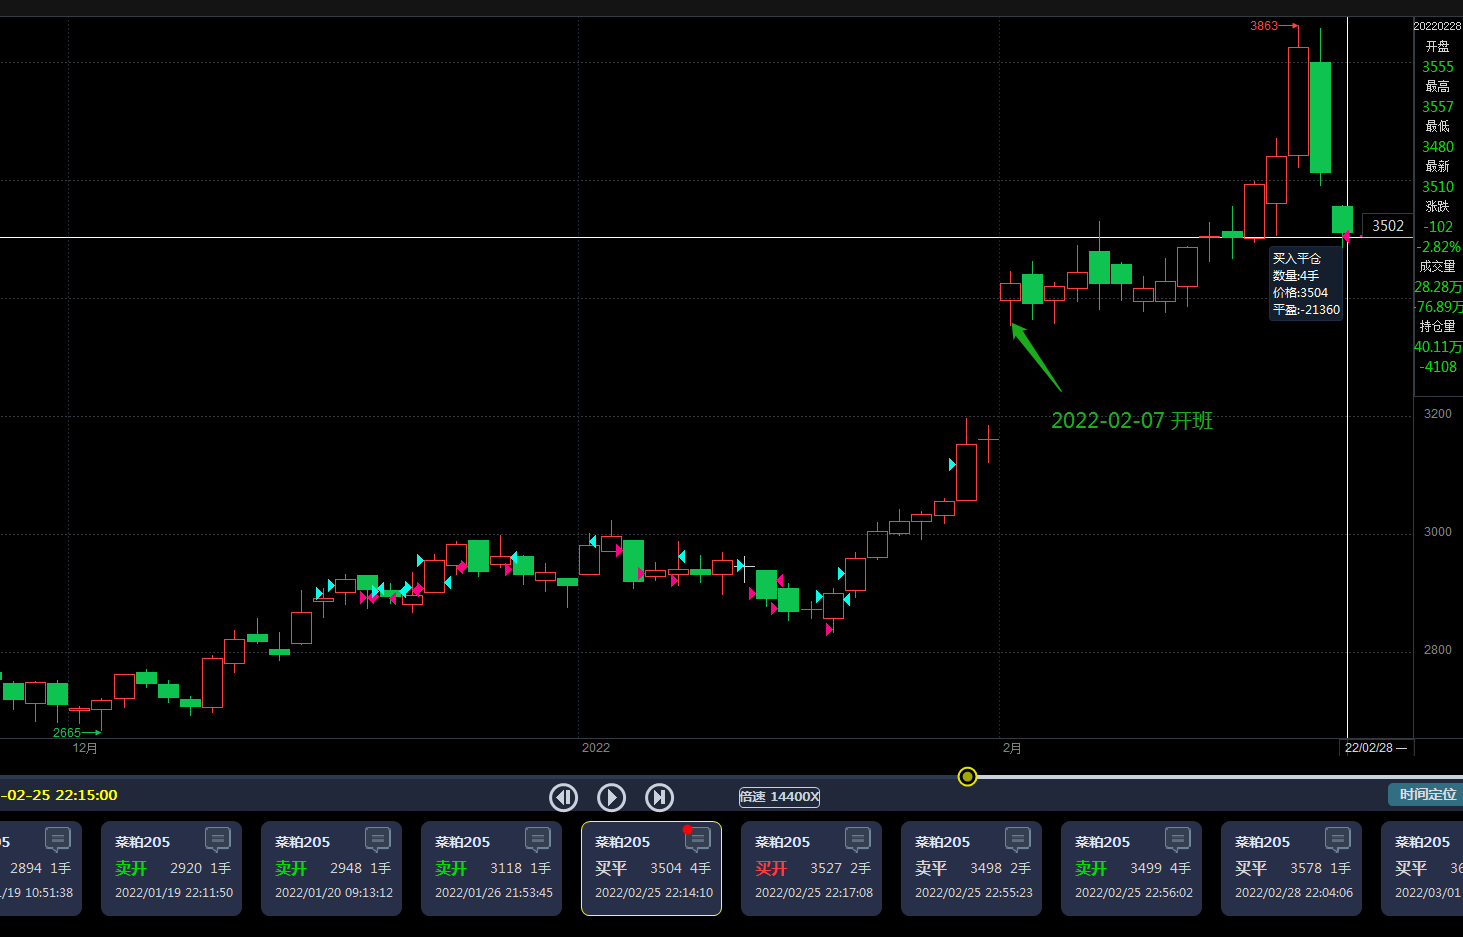 3863
20220228
开盘
3555
最高
3557
最低
3480
最新
3510
涨跌
-102
-2.82%
成交量
28.28万
-76.89万
持仓量
40.11万
-4108
3502
买入平仓
数量:4手
价格:3504
平盈:-21360
2022-02-07 开班
3200
3000
2800
2665
12月
2022
2月
22/02/28 一
-02-25 22:15:00
倍速 14400X
时间定位
05
2894 1手
/19 10:51:38
菜粕205
卖开 2920 1手
2022/01/19 22:11:50
菜粕205
卖开 2948 1手
2022/01/20 09:13:12
菜粕205
卖开 3118 1手
2022/01/26 21:53:45
菜粕205
买平 3504 4手
2022/02/25 22:14:10
菜粕205
买开 3527 2手
2022/02/25 22:17:08
菜粕205
卖平 3498 2手
2022/02/25 22:55:23
菜粕205
卖开 3499 4手
2022/02/25 22:56:02
菜粕205
买平 3578 1手
2022/02/28 22:04:06
菜粕205
买平 36
2022/03/01